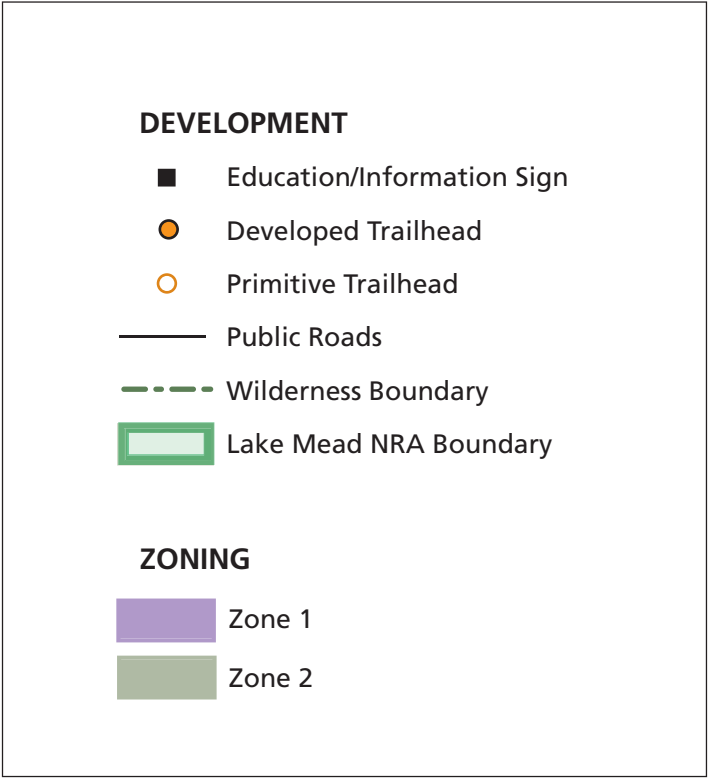 DEVELOPMENT
Education/Information Sign
Developed Trailhead
Primitive Trailhead
Public Roads
Wilderness Boundary
Lake Mead NRA Boundary
ZONING
Zone 1
Zone 2